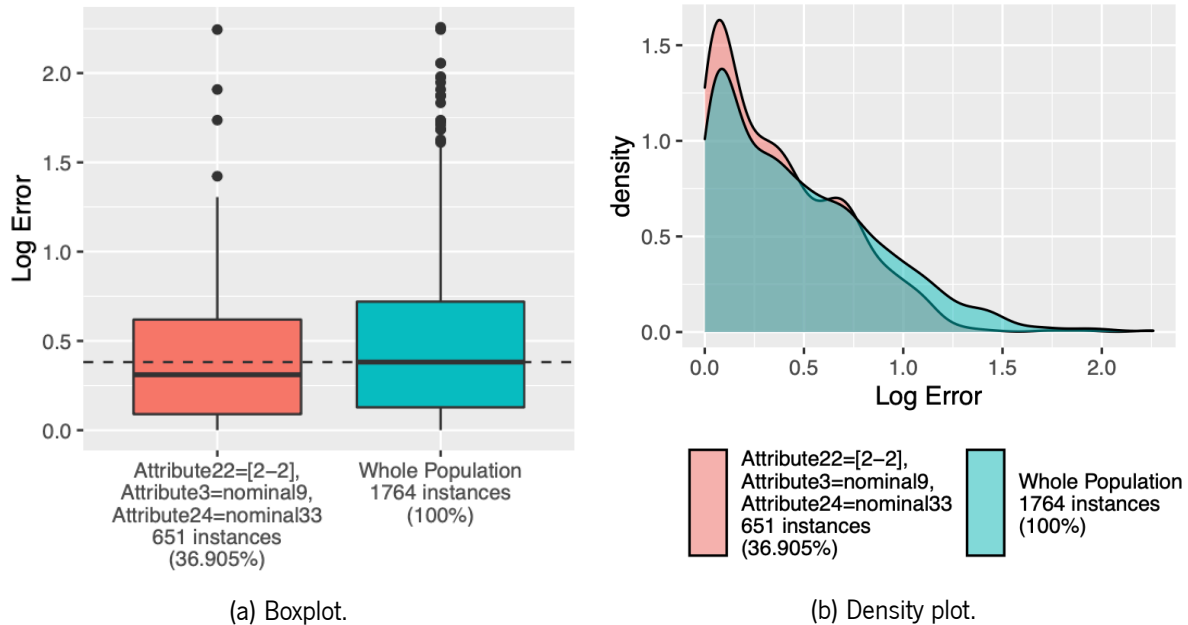 Log Error
2.0
1.5
1.0
0.5
0.0
Attribute22=[2−2],
Attribute3=nominal9,
Attribute24=nominal33
651 instances
(36.905%)
Whole Population
1764 instances
(100%)
(a) Boxplot.
density
1.5
1.0
0.5
0.0
0.0 0.5 1.0 1.5 2.0
Log Error
Attribute22=[2−2],
Attribute3=nominal9,
Attribute24=nominal33
651 instances
(36.905%)
Whole Population
1764 instances
(100%)
(b) Density plot.